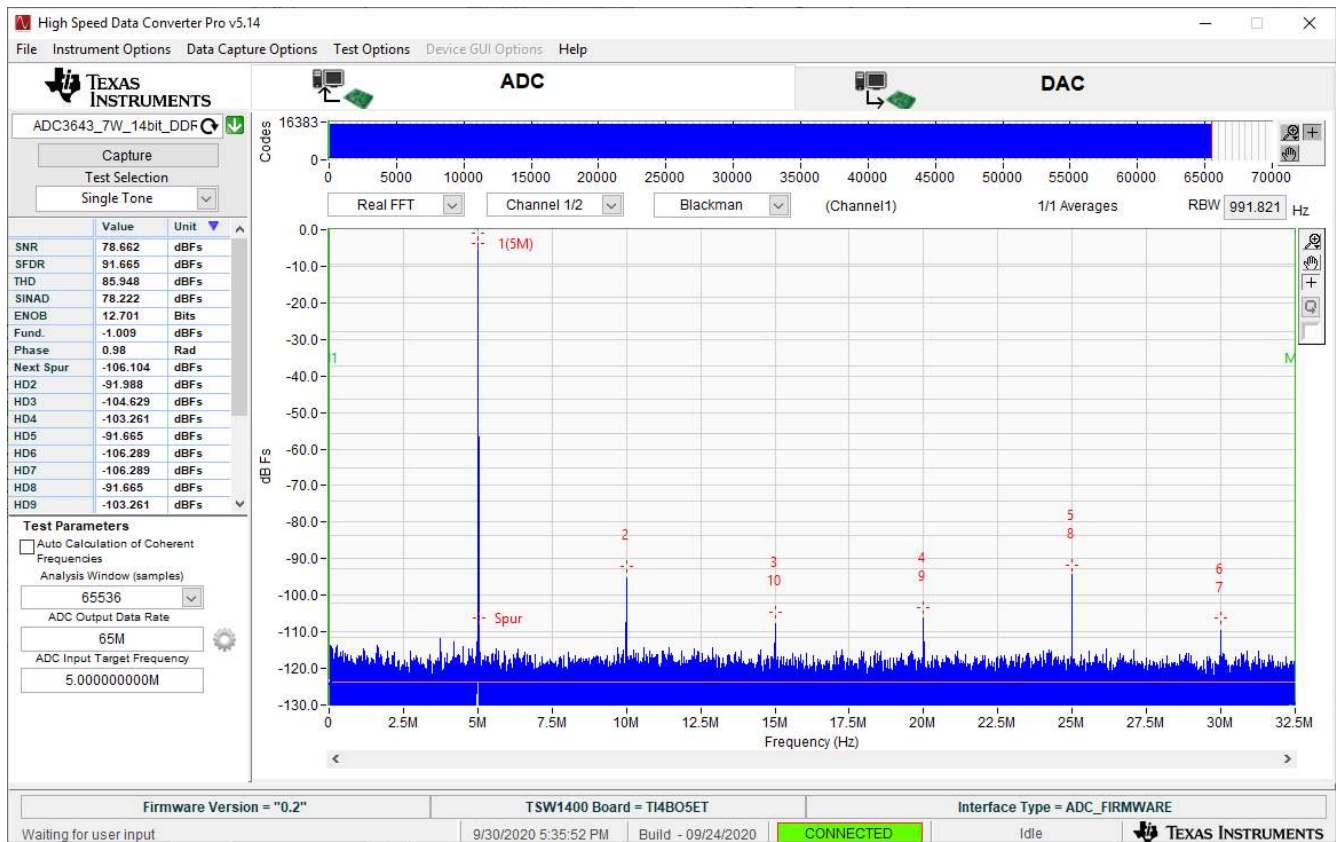 High Speed Data Converter Pro v5.14
File Instrument Options Data Capture Options Test Options Device GUI Options Help
TEXAS INSTRUMENTS
ADC
DAC
ADC3643_7W_14bit_DDF
Capture
Test Selection
Single Tone
Value Unit
SNR 78.662 dBFs
SFDR 91.665 dBFs
THD 85.948 dBFs
SINAD 78.222 dBFs
ENOB 12.701 Bits
Fund. -1.009 dBFs
Phase 0.98 Rad
Next Spur -106.104 dBFs
HD2 -91.988 dBFs
HD3 -104.629 dBFs
HD4 -103.261 dBFs
HD5 -91.665 dBFs
HD6 -106.289 dBFs
HD7 -106.289 dBFs
HD8 -91.665 dBFs
HD9 -103.261 dBFs
Test Parameters
Auto Calculation of Coherent
Frequencies
Analysis Window (samples)
65536
ADC Output Data Rate
65M
ADC Input Target Frequency
5.000000000M
Codes
16383
0
0 5000 10000 15000 20000 25000 30000 35000 40000 45000 50000 55000 60000 65000 70000
Real FFT Channel 1/2 Blackman (Channel1) 1/1 Averages RBW 991.821 Hz
dB Fs
0.0
-10.0
-20.0
-30.0
-40.0
-50.0
-60.0
-70.0
-80.0
-90.0
-100.0
-110.0
-120.0
-130.0
1(5M)
1
M
Spur
2
3
10
4
9
5
8
6
7
0 2.5M 5M 7.5M 10M 12.5M 15M 17.5M 20M 22.5M 25M 27.5M 30M 32.5M
Frequency (Hz)
Firmware Version = "0.2" TSW1400 Board = TI4BO5ET Interface Type = ADC_FIRMWARE
Waiting for user input 9/30/2020 5:35:52 PM Build - 09/24/2020 CONNECTED Idle TEXAS INSTRUMENTS